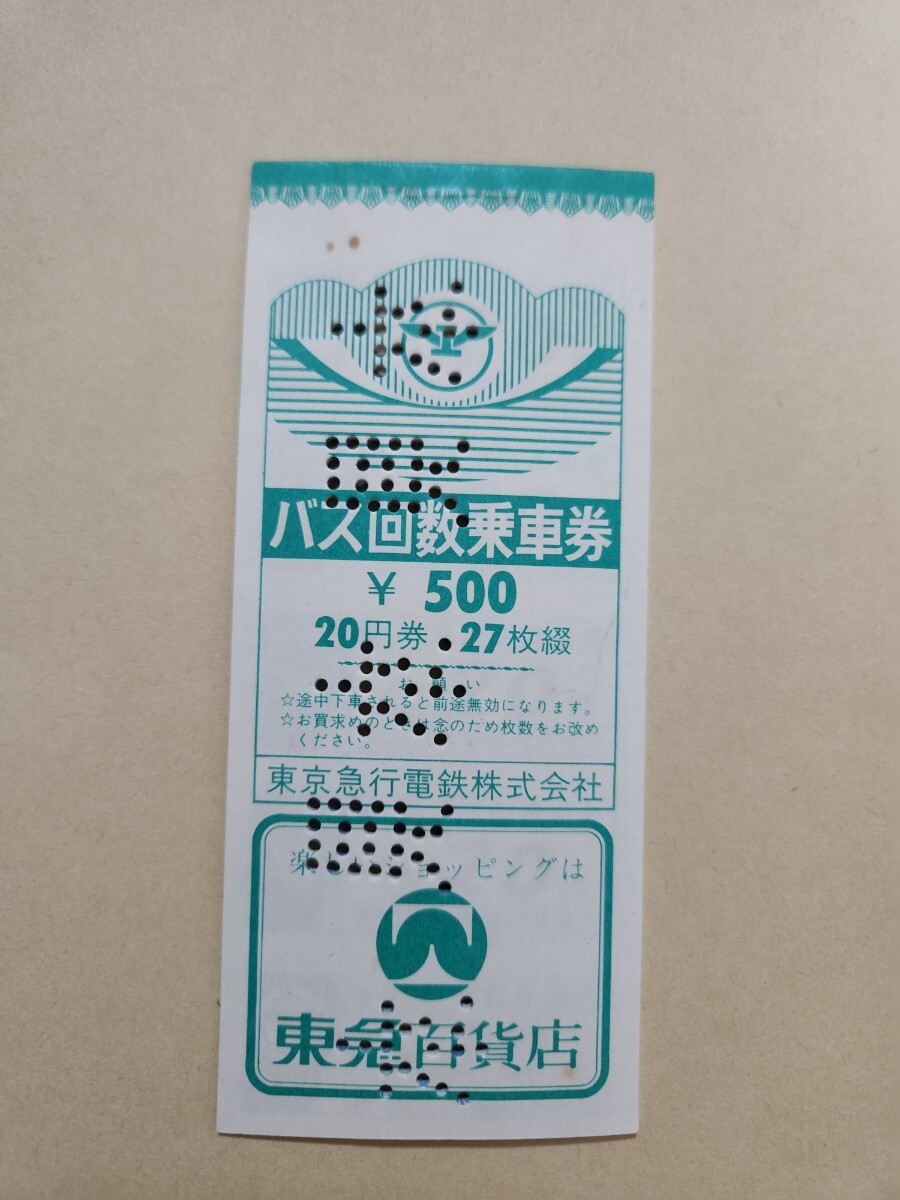 バス回数乗車券
￥500
20円券・27枚綴
お願い
☆途中下車されると前途無効になります。
☆お買求めのときは念のため枚数をお改め
ください。
東京急行電鉄株式会社
楽しいショッピングは
東急百貨店